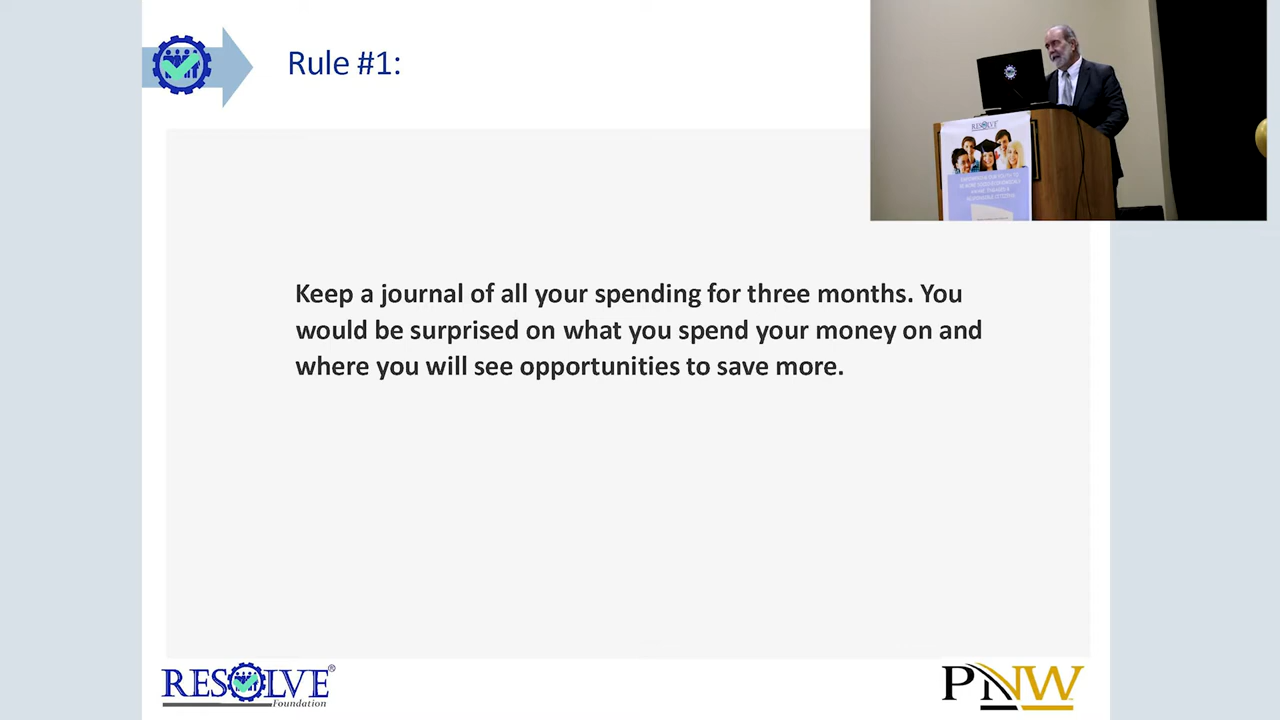 Rule #1:
RESOLVE
Keep a journal of all your spending for three months. You
would be surprised on what you spend your money on and
where you will see opportunities to save more.
RESOLVE®
Foundation
PNW